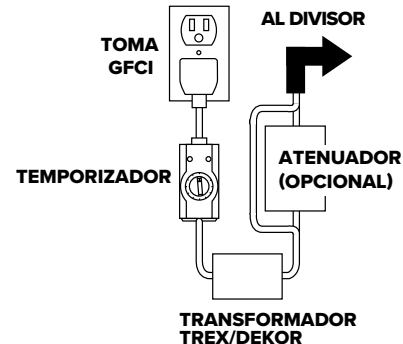 AL DIVISOR
TOMA
GFCI
TEMPORIZADOR
ATENUADOR
(OPCIONAL)
TRANSFORMADOR
TREX/DEKOR